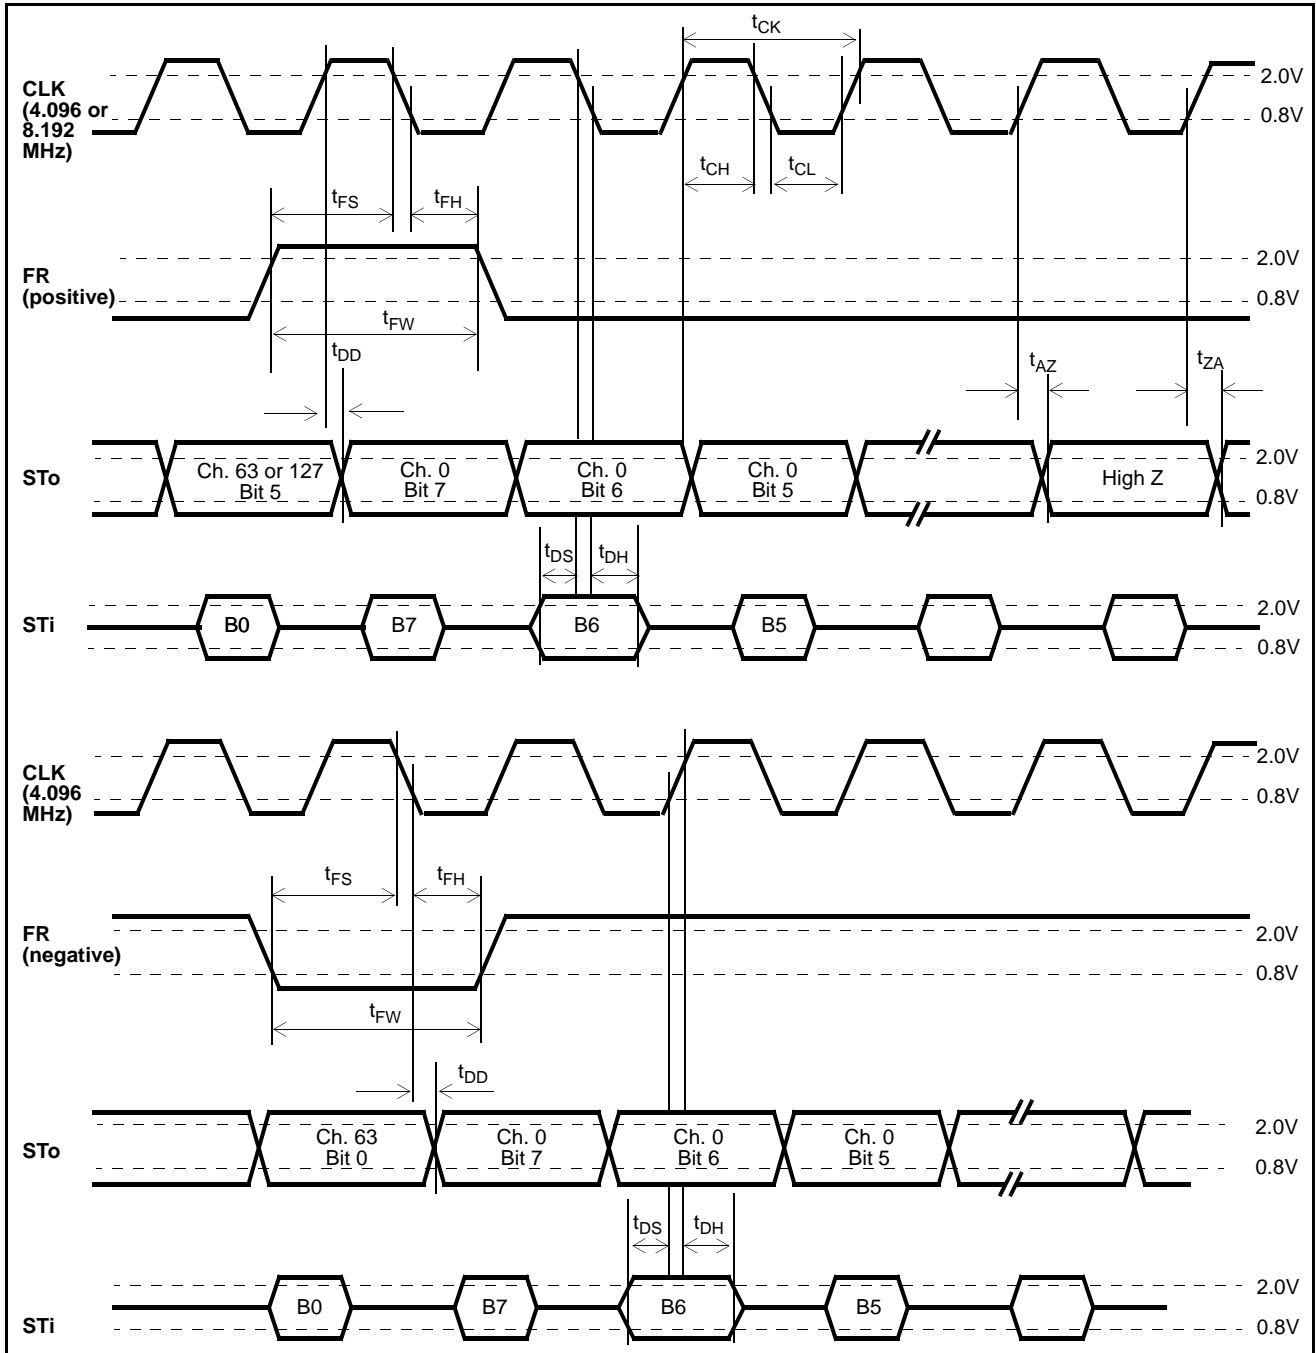 tCK
CLK
(4.096 or
8.192
MHz)
2.0V
0.8V
tCH
tCL
tFS
tFH
FR
(positive)
2.0V
0.8V
tFW
tDD
tAZ
tZA
STo
Ch. 63 or 127
Bit 5
Ch. 0
Bit 7
Ch. 0
Bit 6
Ch. 0
Bit 5
High Z
2.0V
0.8V
tDS
tDH
STi
B0
B7
B6
B5
2.0V
0.8V
CLK
(4.096
MHz)
2.0V
0.8V
tFS
tFH
FR
(negative)
2.0V
0.8V
tFW
tDD
STo
Ch. 63
Bit 0
Ch. 0
Bit 7
Ch. 0
Bit 6
Ch. 0
Bit 5
2.0V
0.8V
tDS
tDH
STi
B0
B7
B6
B5
2.0V
0.8V